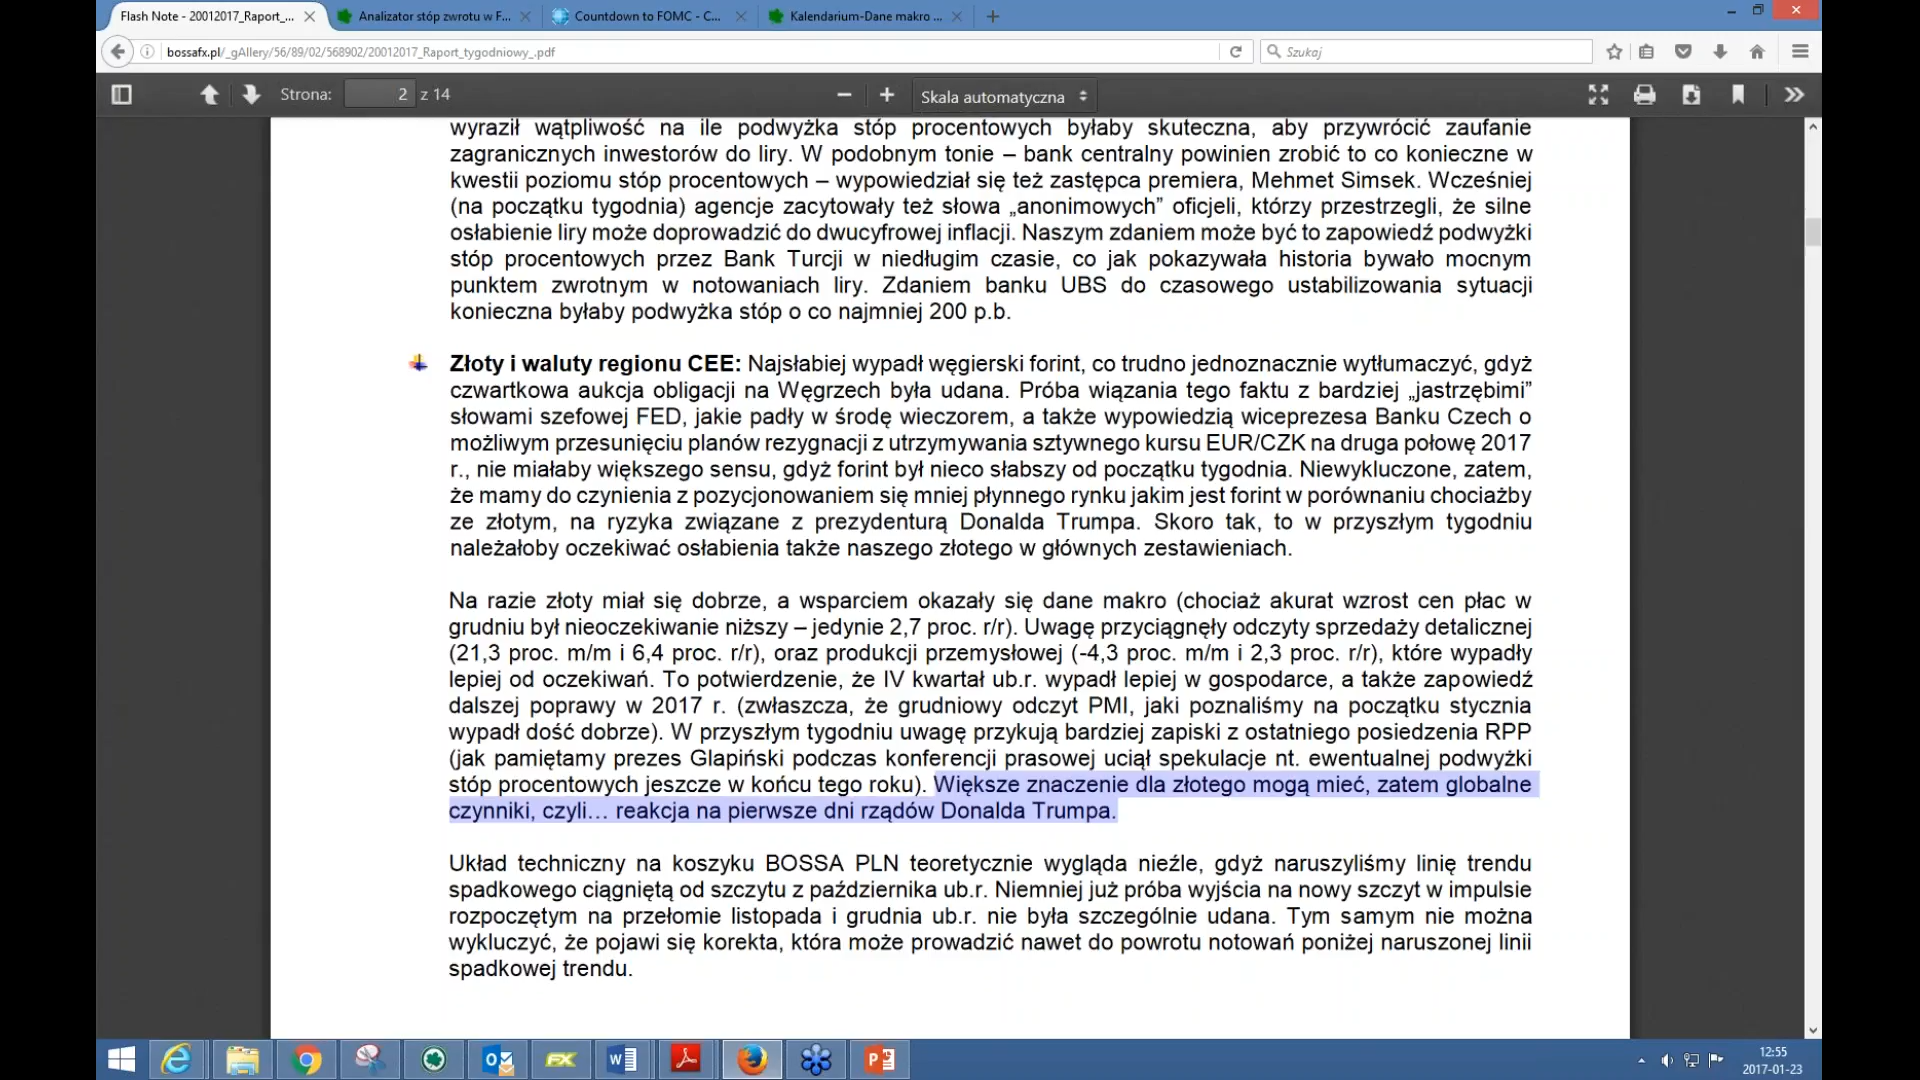 Flash Note - 20012017_Raport_...
Analizator stóp zwrotu w F...
Countdown to FOMC - C...
Kalendarium-Dane makro ...
bossafx.pl/_gAllery/56/89/02/568902/20012017_Raport_tygodniowy_.pdf
Szukaj
Strona: 2 z 14
Skala automatyczna
wyraził wątpliwość na ile podwyżka stóp procentowych byłaby skuteczna, aby przywrócić zaufanie
zagranicznych inwestorów do liry. W podobnym tonie – bank centralny powinien zrobić to co konieczne w
kwestii poziomu stóp procentowych – wypowiedział się też zastępca premiera, Mehmet Simsek. Wcześniej
(na początku tygodnia) agencje zacytowały też słowa „anonimowych” oficjeli, którzy przestrzegli, że silne
osłabienie liry może doprowadzić do dwucyfrowej inflacji. Naszym zdaniem może być to zapowiedź podwyżki
stóp procentowych przez Bank Turcji w niedługim czasie, co jak pokazywała historia bywało mocnym
punktem zwrotnym w notowaniach liry. Zdaniem banku UBS do czasowego ustabilizowania sytuacji
konieczna byłaby podwyżka stóp o co najmniej 200 p.b.
Złoty i waluty regionu CEE: Najsłabiej wypadł węgierski forint, co trudno jednoznacznie wytłumaczyć, gdyż
czwartkowa aukcja obligacji na Węgrzech była udana. Próba wiązania tego faktu z bardziej „jastrzębimi”
słowami szefowej FED, jakie padły w środę wieczorem, a także wypowiedzią wiceprezesa Banku Czech o
możliwym przesunięciu planów rezygnacji z utrzymywania sztywnego kursu EUR/CZK na druga połowę 2017
r., nie miałaby większego sensu, gdyż forint był nieco słabszy od początku tygodnia. Niewykluczone, zatem,
że mamy do czynienia z pozycjonowaniem się mniej płynnego rynku jakim jest forint w porównaniu chociażby
ze złotym, na ryzyka związane z prezydenturą Donalda Trumpa. Skoro tak, to w przyszłym tygodniu
należałoby oczekiwać osłabienia także naszego złotego w głównych zestawieniach.
Na razie złoty miał się dobrze, a wsparciem okazały się dane makro (chociaż akurat wzrost cen płac w
grudniu był nieoczekiwanie niższy – jedynie 2,7 proc. r/r). Uwagę przyciągnęły odczyty sprzedaży detalicznej
(21,3 proc. m/m i 6,4 proc. r/r), oraz produkcji przemysłowej (-4,3 proc. m/m i 2,3 proc. r/r), które wypadły
lepiej od oczekiwań. To potwierdzenie, że IV kwartał ub.r. wypadł lepiej w gospodarce, a także zapowiedź
dalszej poprawy w 2017 r. (zwłaszcza, że grudniowy odczyt PMI, jaki poznaliśmy na początku stycznia
wypadł dość dobrze). W przyszłym tygodniu uwagę przykują bardziej zapiski z ostatniego posiedzenia RPP
(jak pamiętamy prezes Glapiński podczas konferencji prasowej uciął spekulacje nt. ewentualnej podwyżki
stóp procentowych jeszcze w końcu tego roku). Większe znaczenie dla złotego mogą mieć, zatem globalne
czynniki, czyli… reakcja na pierwsze dni rządów Donalda Trumpa.
Układ techniczny na koszyku BOSSA PLN teoretycznie wygląda nieźle, gdyż naruszyliśmy linię trendu
spadkowego ciągniętą od szczytu z października ub.r. Niemniej już próba wyjścia na nowy szczyt w impulsie
rozpoczętym na przełomie listopada i grudnia ub.r. nie była szczególnie udana. Tym samym nie można
wykluczyć, że pojawi się korekta, która może prowadzić nawet do powrotu notowań poniżej naruszonej linii
spadkowej trendu.
FX
12:55
2017-01-23